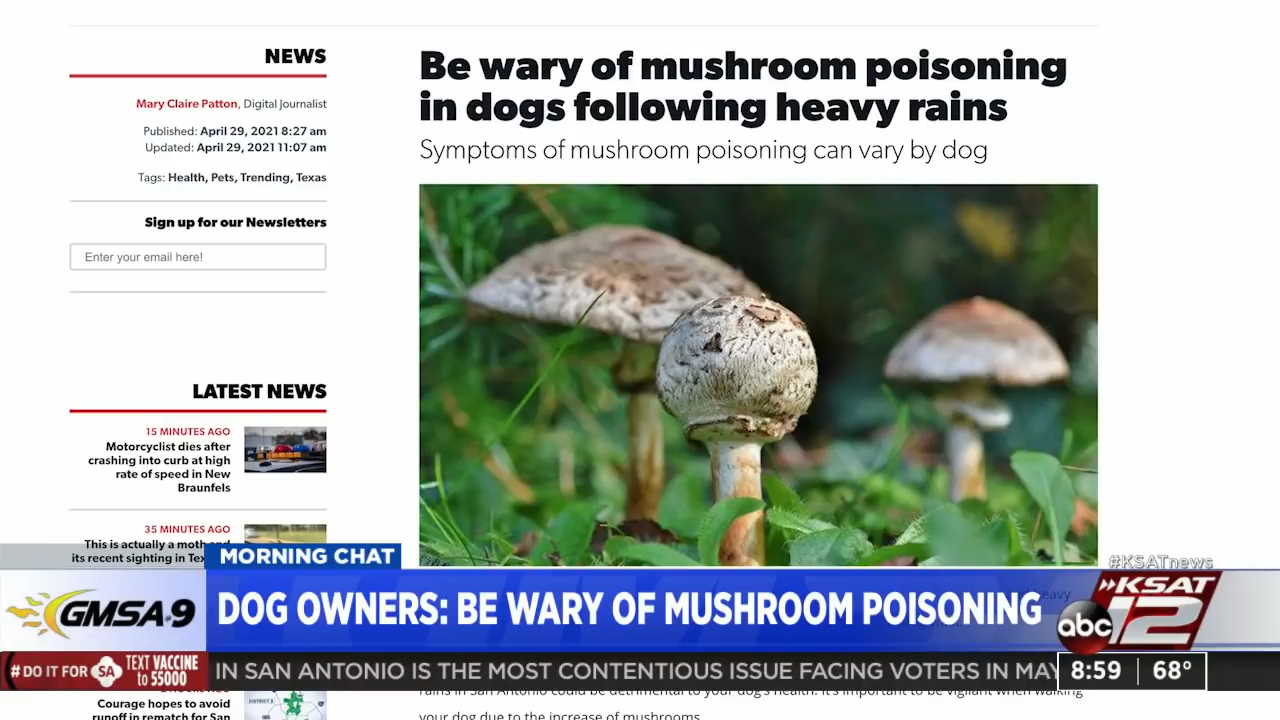 NEWS
Mary Claire Patton, Digital Journalist
Published: April 29, 2021 8:27 am
Updated: April 29, 2021 11:07 am
Tags: Health, Pets, Trending, Texas
Sign up for our Newsletters
Enter your email here!
LATEST NEWS
15 MINUTES AGO
Motorcyclist dies after
crashing into curb at high
rate of speed in New
Braunfels
35 MINUTES AGO
This is actually a moth and
its recent sighting in Tex
Be wary of mushroom poisoning
in dogs following heavy rains
Symptoms of mushroom poisoning can vary by dog
#KSATnews
MORNING CHAT
GMSA@9
DOG OWNERS: BE WARY OF MUSHROOM POISONING
heavy
abc
KSAT
12
#DO IT FOR SA TEXT VACCINE
to 55000
IN SAN ANTONIO IS THE MOST CONTENTIOUS ISSUE FACING VOTERS IN MAY
8:59 68°
Courage hopes to avoid
runoff in rematch for San
rains in San Antonio could be detrimental to your dog's health. It's important to be vigilant when walking
your dog due to the increase of mushrooms.